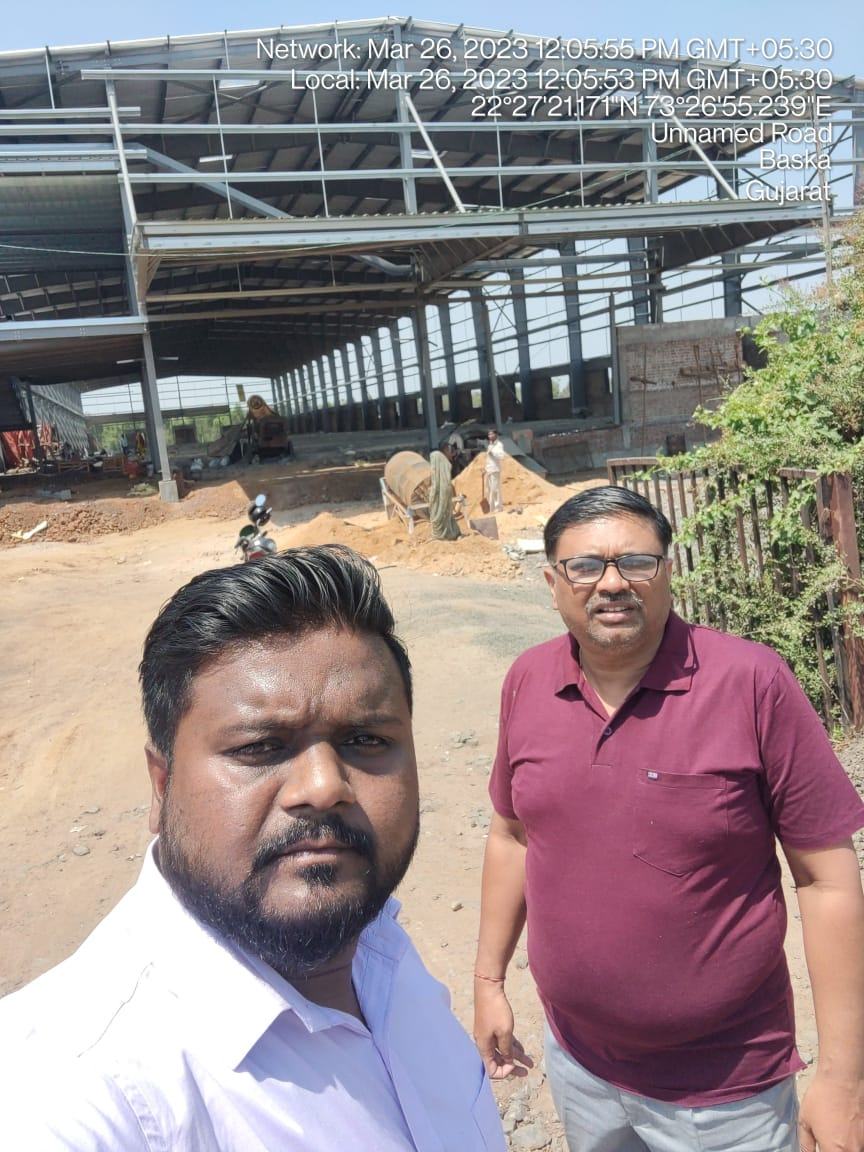 Network: Mar 26, 2023 12:05:55 PM GMT+05:30
Local: Mar 26, 2023 12:05:53 PM GMT+05:30
22°27'21.171"N 73°26'55.239"E
Unnamed Road
Baska
Gujarat